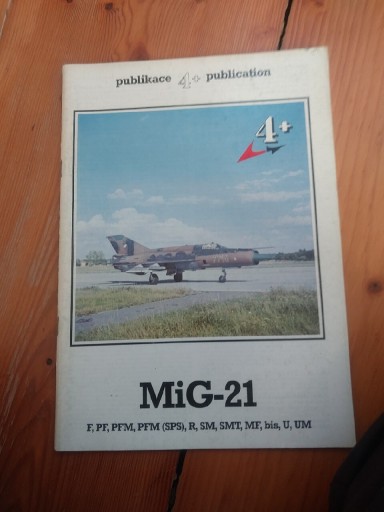 publikace 4+ publication
4+
MiG-21
F, PF, PFM, PFM (SPS), R, SM, SMT, MF, bis, U, UM